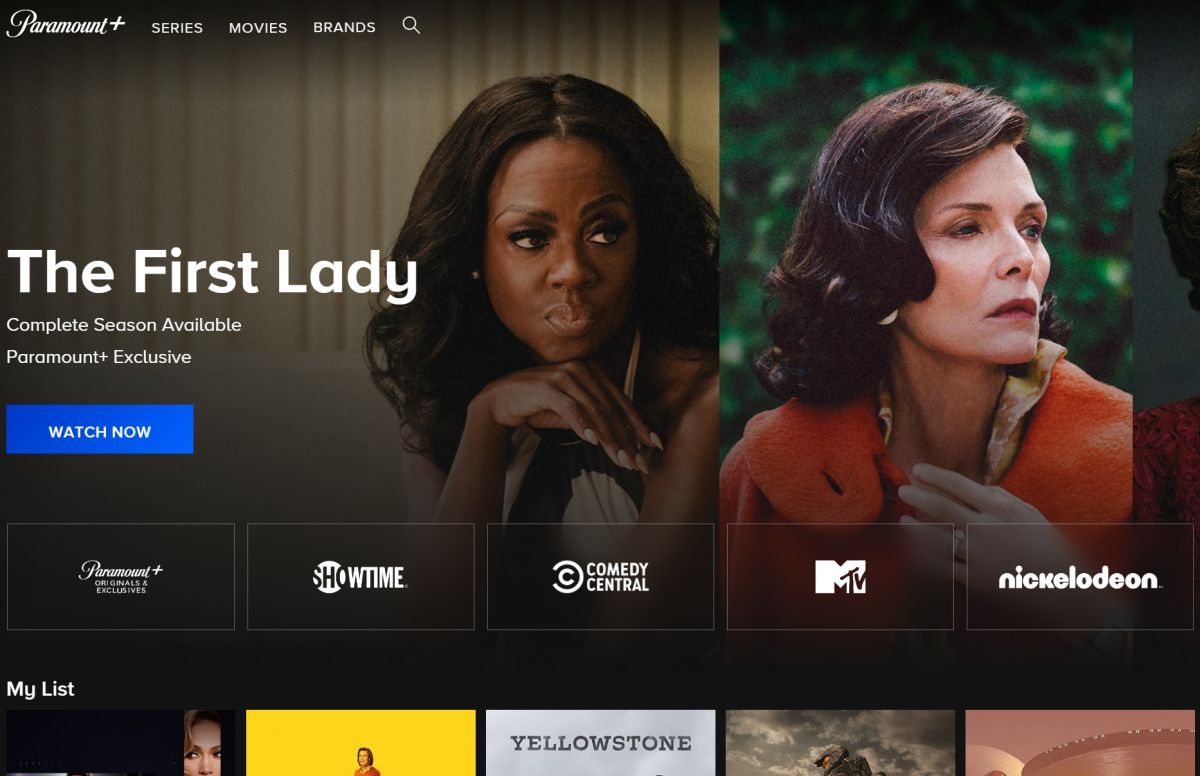 Paramount+
SERIES
MOVIES
BRANDS
The First Lady
Complete Season Available
Paramount+ Exclusive
WATCH NOW
Paramount+
ORIGINALS &
EXCLUSIVES
SHOWTIME
COMEDY
CENTRAL
MTV
nickelodeon
My List
YELLOWSTONE